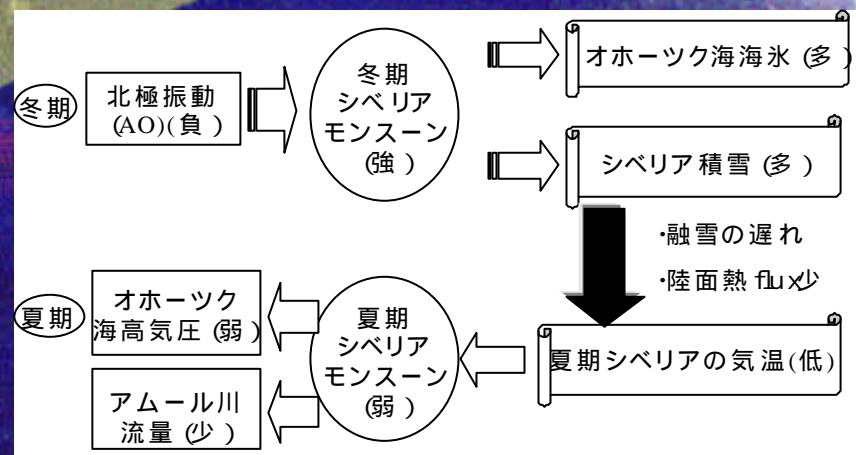 冬期
北極振動
(AO)(負)
冬期
シベリア
モンスーン
(強)
オホーツク海海氷(多)
シベリア積雪(多)
・融雪の遅れ
・陸面熱flux少
夏期
オホーツク
海高気圧(弱)
アムール川
流量(少)
夏期
シベリア
モンスーン
(弱)
夏期シベリアの気温(低)